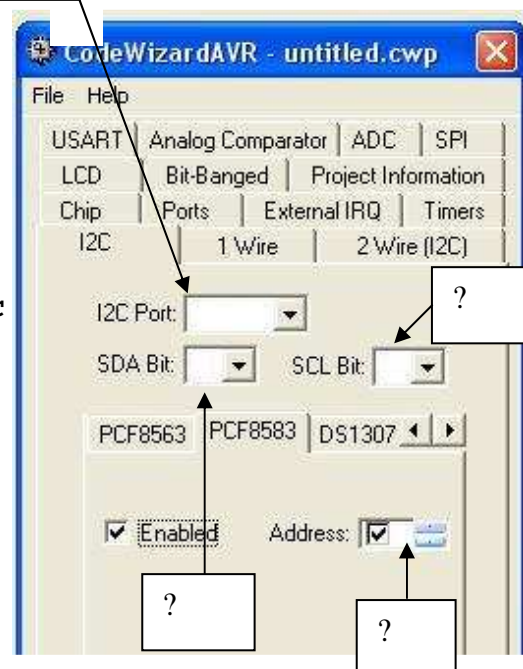 CodeWizardAVR - untitled.cwp
File Help
USART Analog Comparator ADC SPI
LCD Bit-Banged Project Information
Chip Ports External IRQ Timers
I2C 1 Wire 2 Wire (I2C)
I2C Port:
?
SDA Bit: SCL Bit:
PCF8563 PCF8583 DS1307
Enabled Address:
?
?